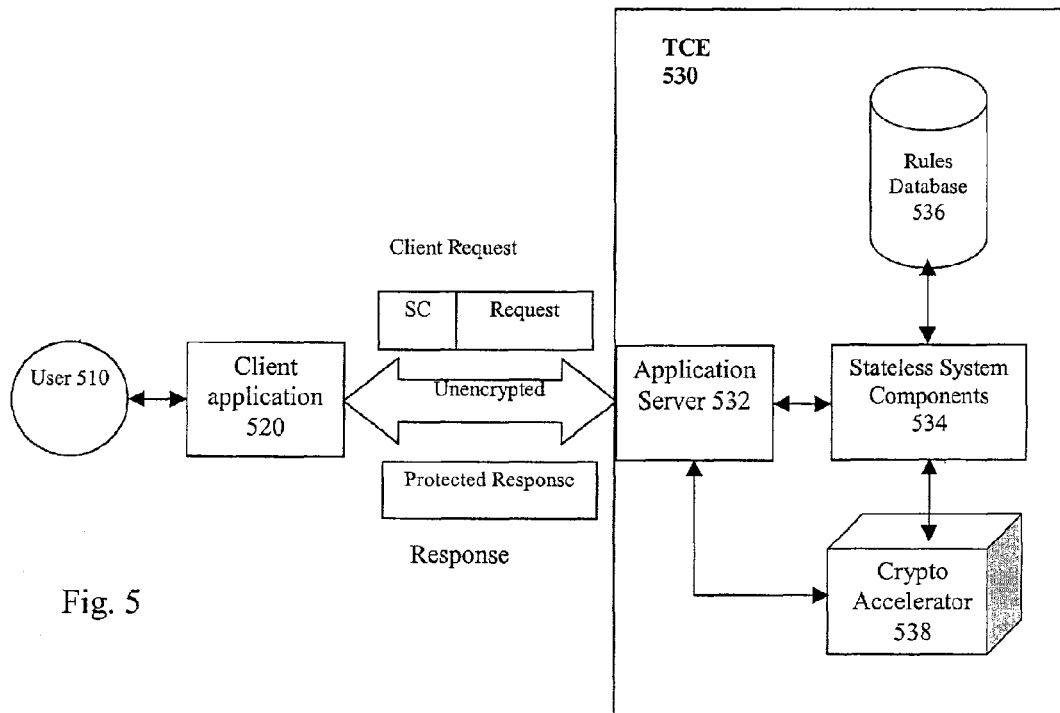 TCE
530
Rules
Database
536
Client Request
SC
Request
User 510
Client
application
520
Unencrypted
Application
Server 532
Stateless System
Components
534
Protected Response
Response
Crypto
Accelerator
538
Fig. 5